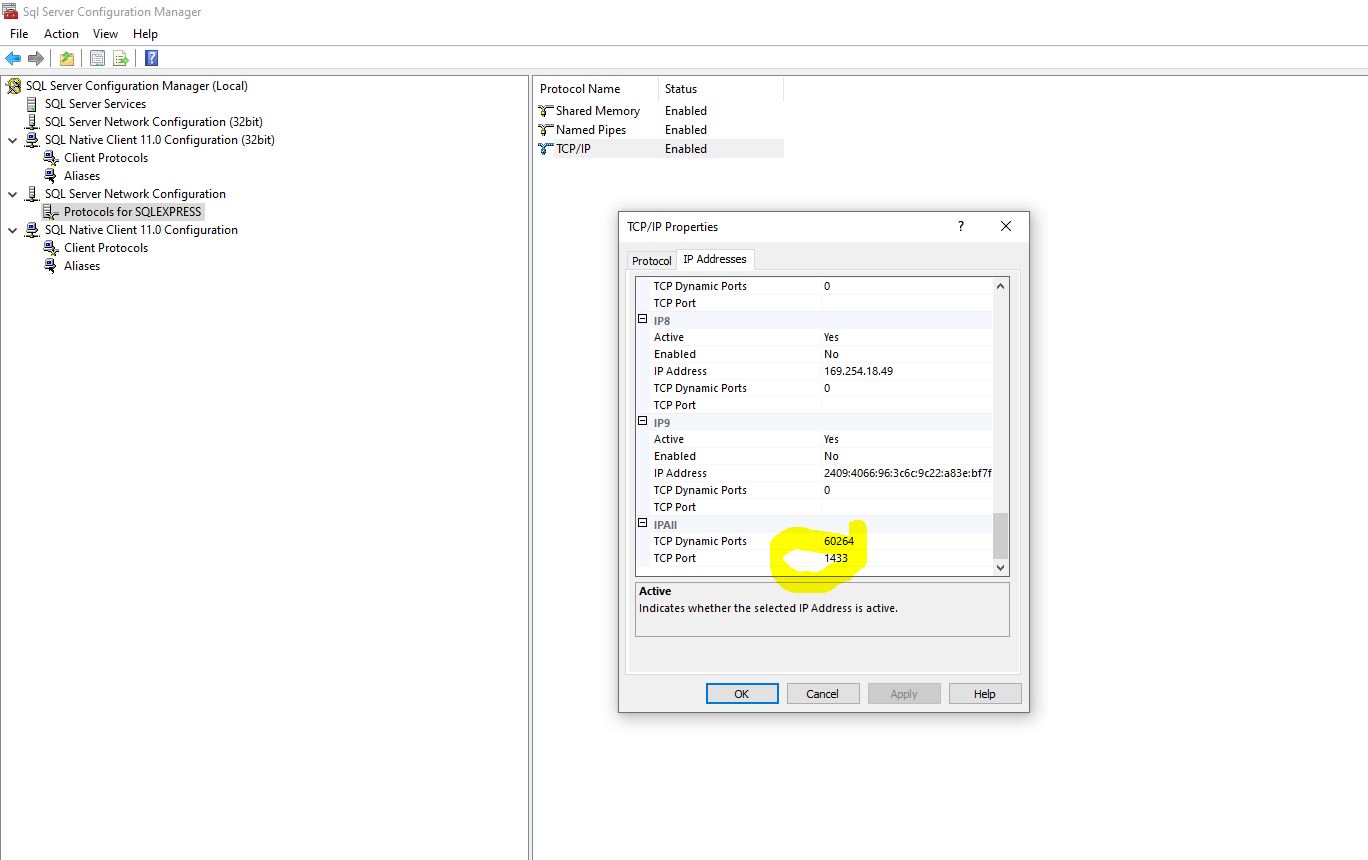 Sql Server Configuration Manager
File Action View Help
SQL Server Configuration Manager (Local)
SQL Server Services
SQL Server Network Configuration (32bit)
SQL Native Client 11.0 Configuration (32bit)
Client Protocols
Aliases
SQL Server Network Configuration
Protocols for SQLEXPRESS
SQL Native Client 11.0 Configuration
Client Protocols
Aliases
Protocol Name Status
Shared Memory Enabled
Named Pipes Enabled
TCP/IP Enabled
TCP/IP Properties
Protocol IP Addresses
TCP Dynamic Ports 0
TCP Port
IP8
Active Yes
Enabled No
IP Address 169.254.18.49
TCP Dynamic Ports 0
TCP Port
IP9
Active Yes
Enabled No
IP Address 2409:4066:96:3c6c:9c22:a83e:bf7f
TCP Dynamic Ports 0
TCP Port
IPAll
TCP Dynamic Ports 60264
TCP Port 1433
Active
Indicates whether the selected IP Address is active.
OK Cancel Apply Help